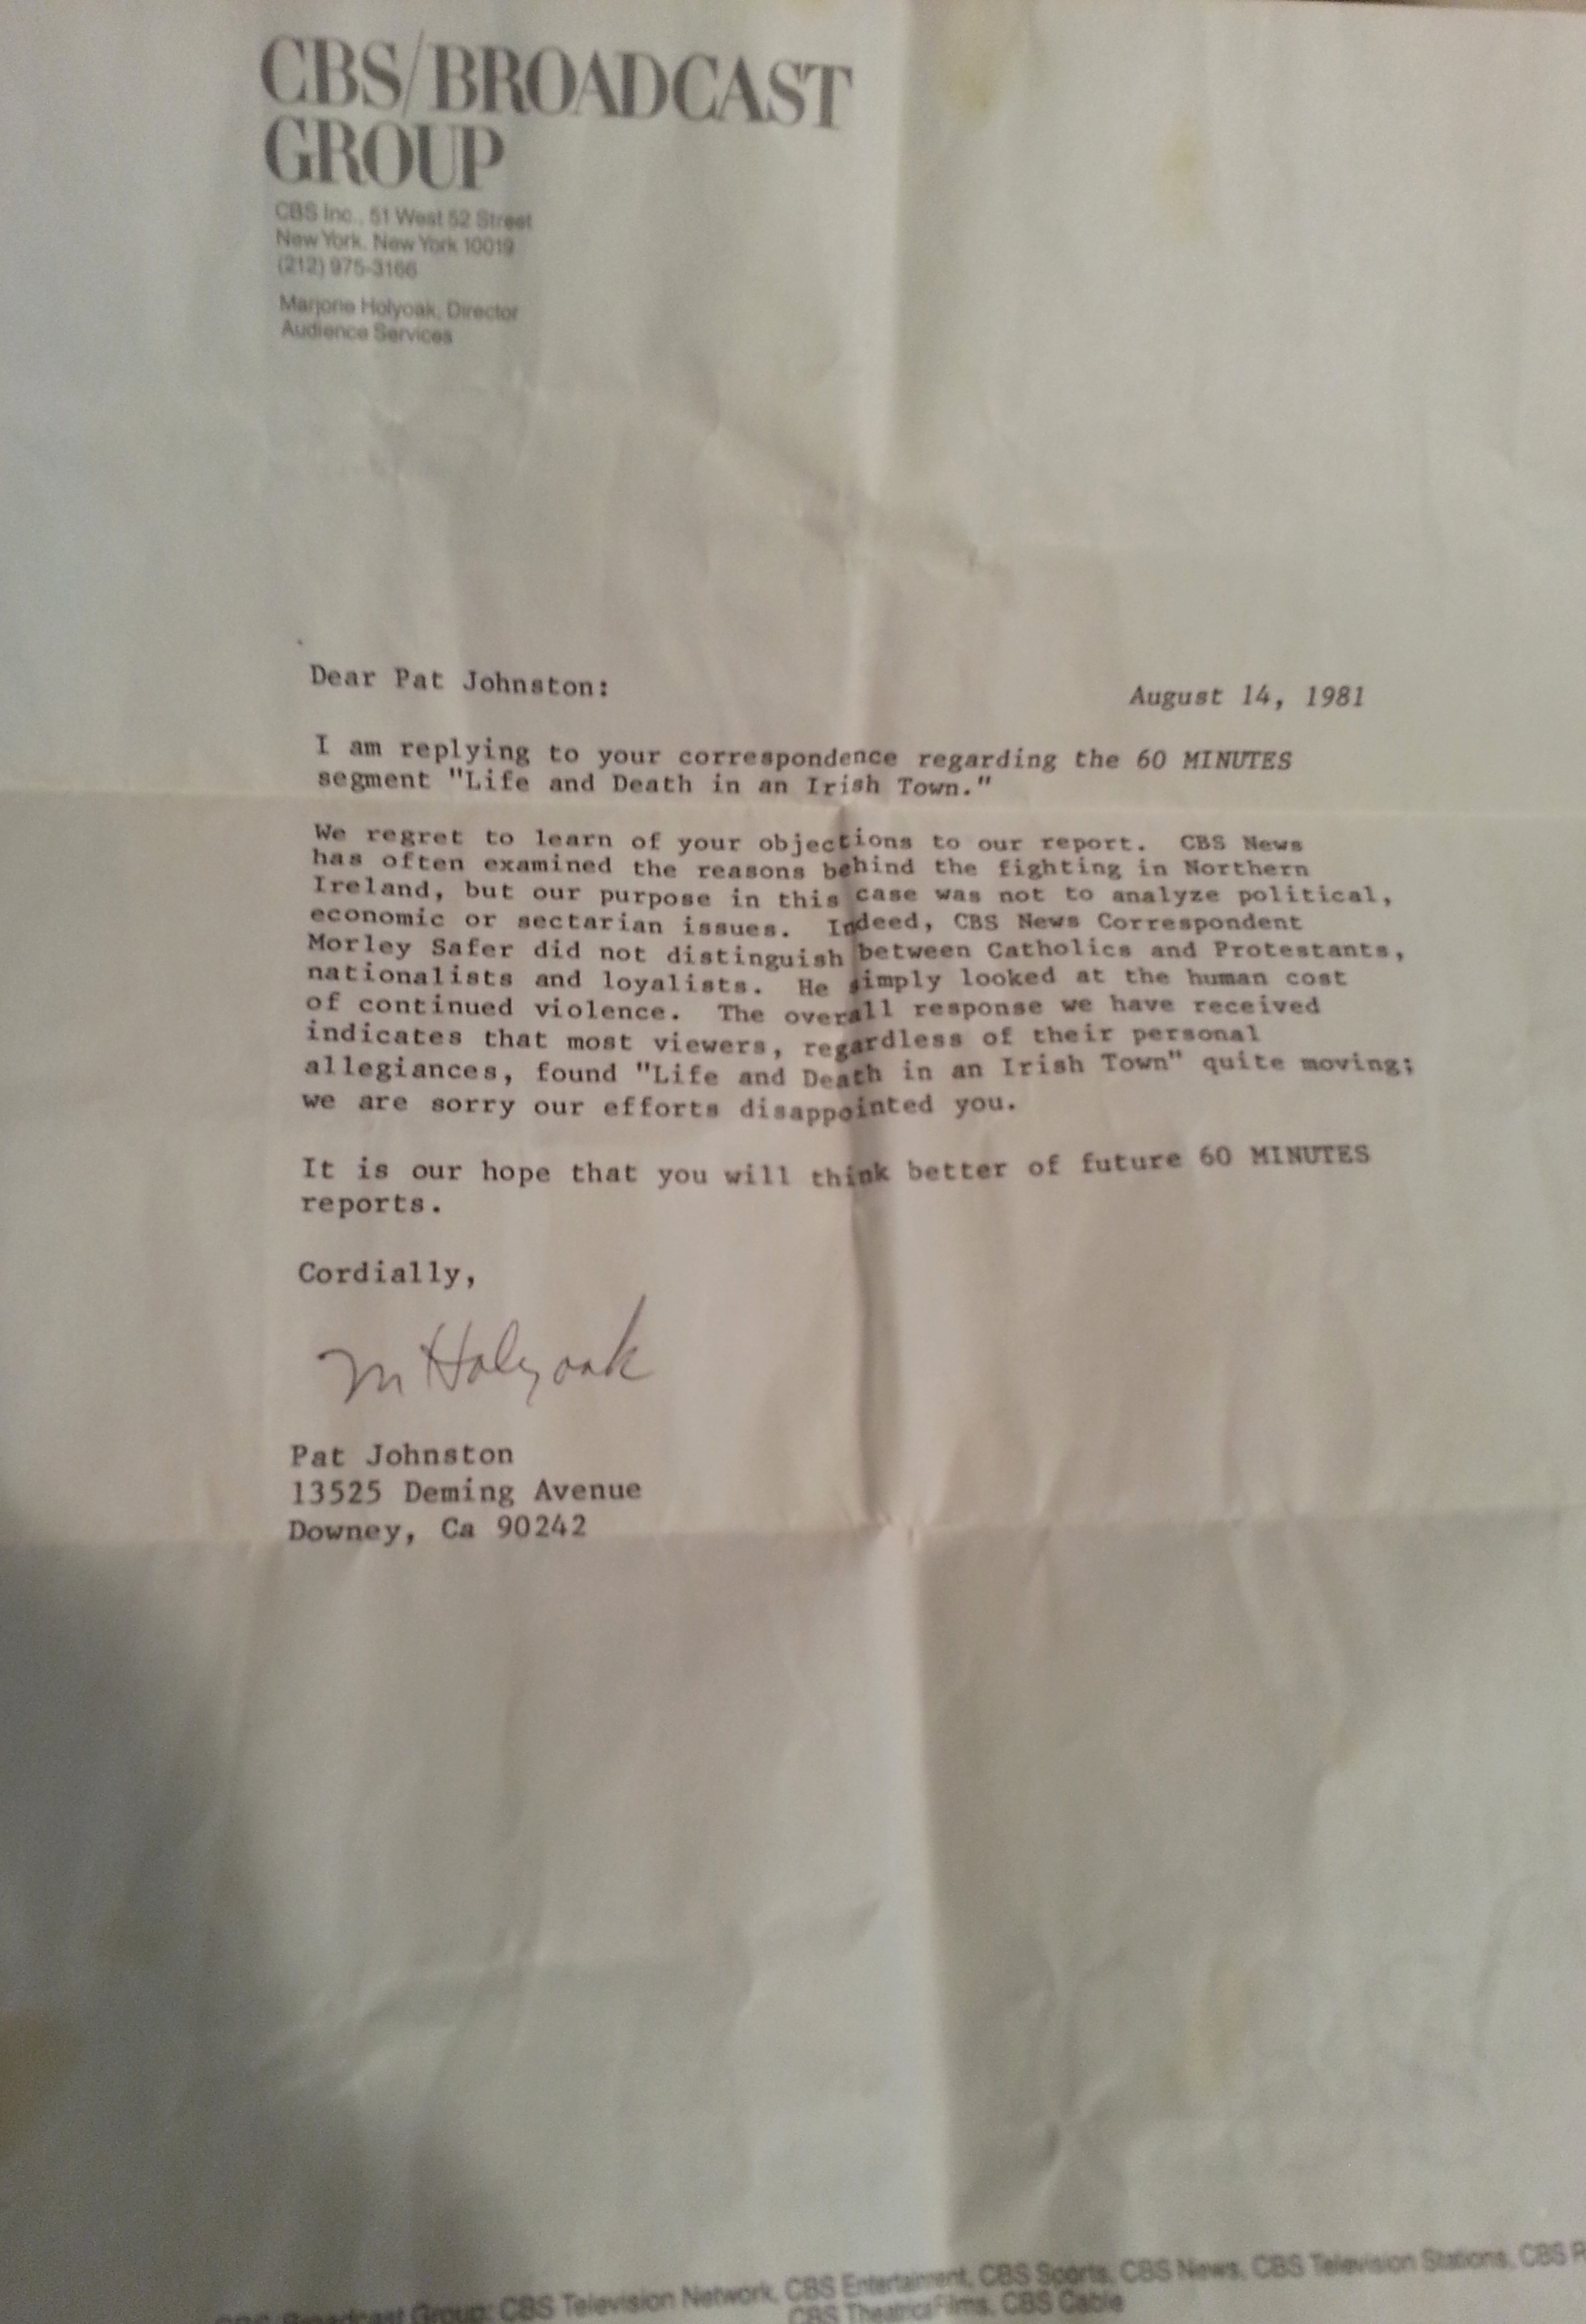 CBS/BROADCAST
GROUP
CBS Inc., 51 West 52 Street
New York, New York 10019
(212) 975-3166
Marjorie Holyoak, Director
Audience Services
Dear Pat Johnston:
August 14, 1981
I am replying to your correspondence regarding the 60 MINUTES
segment "Life and Death in an Irish Town."
We regret to learn of your objections to our report. CBS News
has often examined the reasons behind the fighting in Northern
Ireland, but our purpose in this case was not to analyze political,
economic or sectarian issues. Indeed, CBS News Correspondent
Morley Safer did not distinguish between Catholics and Protestants,
nationalists and loyalists. He simply looked at the human cost
of continued violence. The overall response we have received
indicates that most viewers, regardless of their personal
allegiances, found "Life and Death in an Irish Town" quite moving;
we are sorry our efforts disappointed you.
It is our hope that you will think better of future 60 MINUTES
reports.
Cordially,
M Holyoak
Pat Johnston
13525 Deming Avenue
Downey, Ca 90242
CBS Broadcast Group: CBS Television Network, CBS Entertainment, CBS Sports, CBS News, CBS Television Stations, CBS
CBS Theatrical Films, CBS Cable